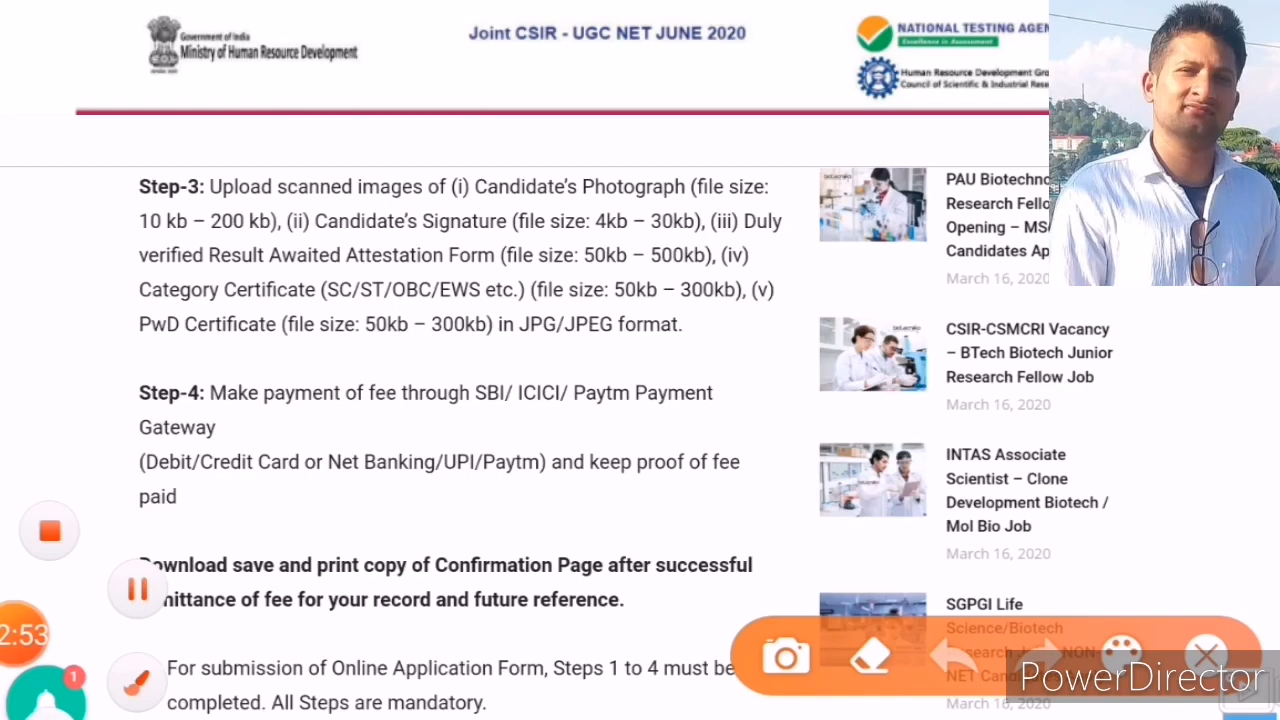 Government of India
Ministry of Human Resource Development
Joint CSIR - UGC NET JUNE 2020
NATIONAL TESTING AGEN
Excellence in Assessment
Human Resource Development Gro
Council of Scientific & Industrial Rese
Step-3: Upload scanned images of (i) Candidate's Photograph (file size:
10 kb – 200 kb), (ii) Candidate's Signature (file size: 4kb – 30kb), (iii) Duly
verified Result Awaited Attestation Form (file size: 50kb – 500kb), (iv)
Category Certificate (SC/ST/OBC/EWS etc.) (file size: 50kb – 300kb), (v)
PwD Certificate (file size: 50kb – 300kb) in JPG/JPEG format.
Step-4: Make payment of fee through SBI/ ICICI/ Paytm Payment
Gateway
(Debit/Credit Card or Net Banking/UPI/Paytm) and keep proof of fee
paid
Download save and print copy of Confirmation Page after successful
mittance of fee for your record and future reference.
For submission of Online Application Form, Steps 1 to 4 must be
completed. All Steps are mandatory.
PAU Biotechno
Research Fello
Opening – MS
Candidates Ap
March 16, 2020
CSIR-CSMCRI Vacancy
– BTech Biotech Junior
Research Fellow Job
March 16, 2020
INTAS Associate
Scientist – Clone
Development Biotech /
Mol Bio Job
March 16, 2020
SGPGI Life
Science/Biotech
Research NON-
NET Candi
March 16, 2020
2:53
1
PowerDirector